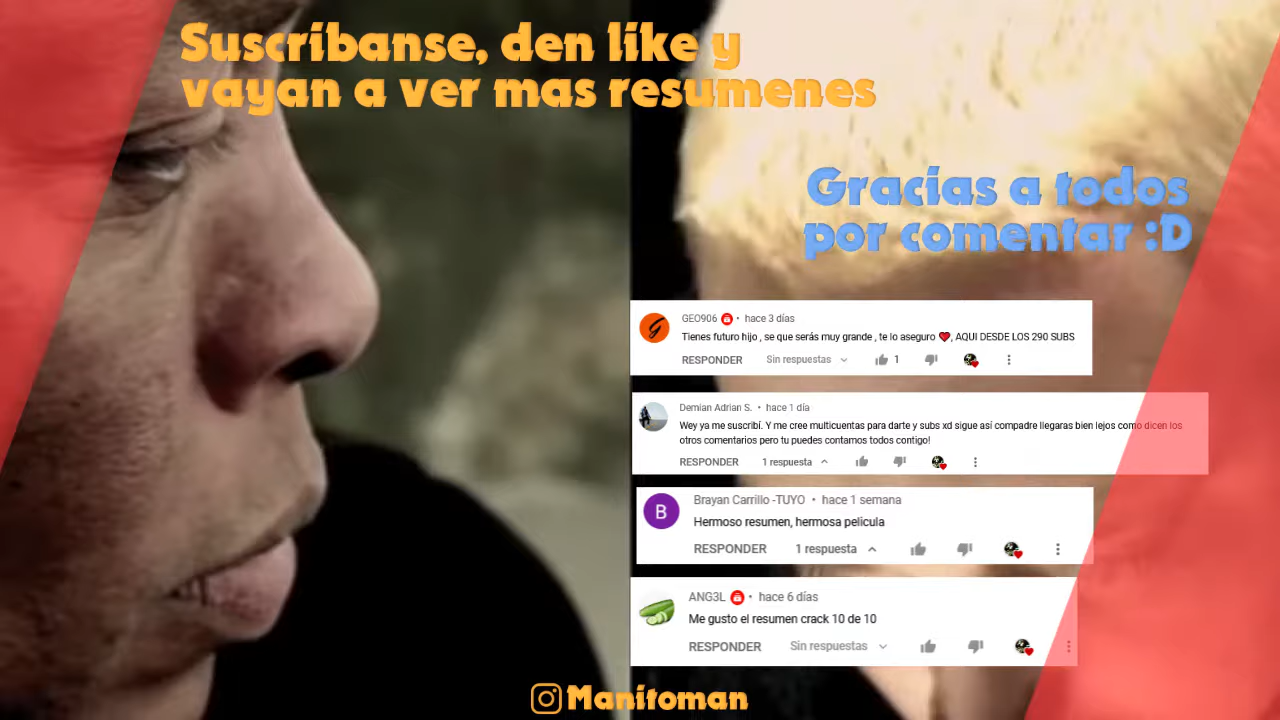 Suscribanse, den like y
vayan a ver mas resumenes
Gracias a todos
por comentar :D
GEO906 • hace 3 días
Tienes futuro hijo , se que serás muy grande , te lo aseguro ❤️, AQUI DESDE LOS 290 SUBS
RESPONDER Sin respuestas 1
Demian Adrian S. • hace 1 día
Wey ya me suscribí. Y me cree multicuentas para darte y subs xd sigue así compadre llegaras bien lejos como dicen los
otros comentarios pero tu puedes contamos todos contigo!
RESPONDER 1 respuesta
B
Brayan Carrillo -TUYO • hace 1 semana
Hermoso resumen, hermosa pelicula
RESPONDER 1 respuesta
ANG3L • hace 6 días
Me gusto el resumen crack 10 de 10
RESPONDER Sin respuestas
Manitoman